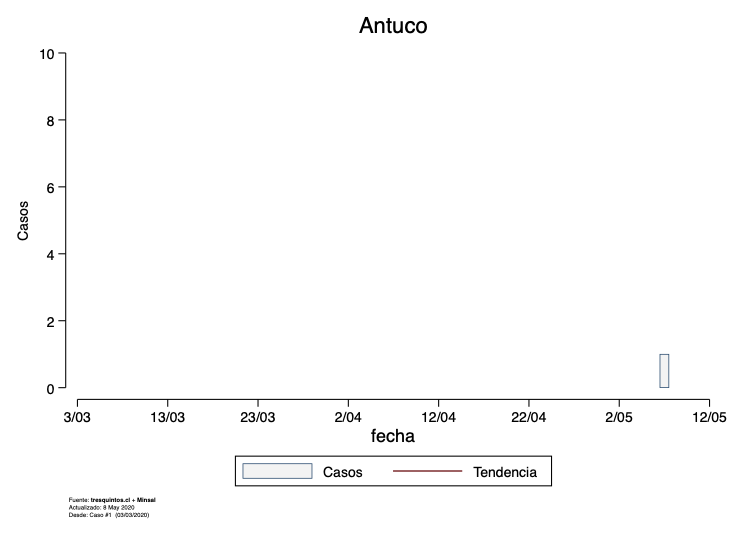 Antuco
Casos
10
8
6
4
2
0
3/03 13/03 23/03 2/04 12/04 22/04 2/05 12/05
fecha
Casos Tendencia
Fuente: tresquintos.cl + Minsal
Actualizado: 8 May 2020
Desde: Caso #1 (03/03/2020)